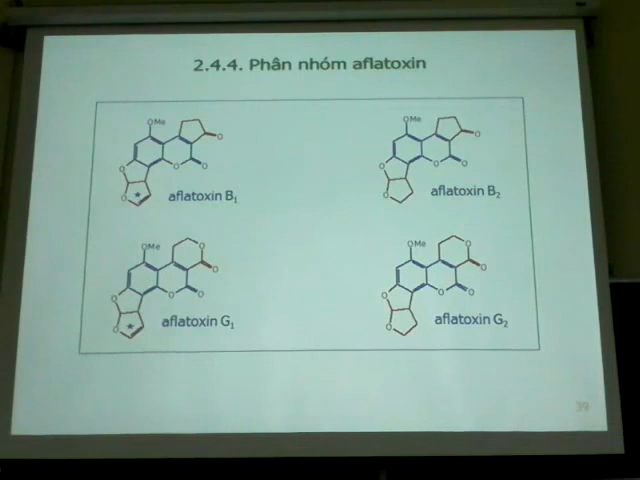 2.4.4. Phân nhóm aflatoxin
OMe
O
O
O
O
O
*
aflatoxin B₁
OMe
O
O
O
O
O
aflatoxin B₂
OMe
O
O
O
O
O
O
*
aflatoxin G₁
OMe
O
O
O
O
O
O
aflatoxin G₂
39